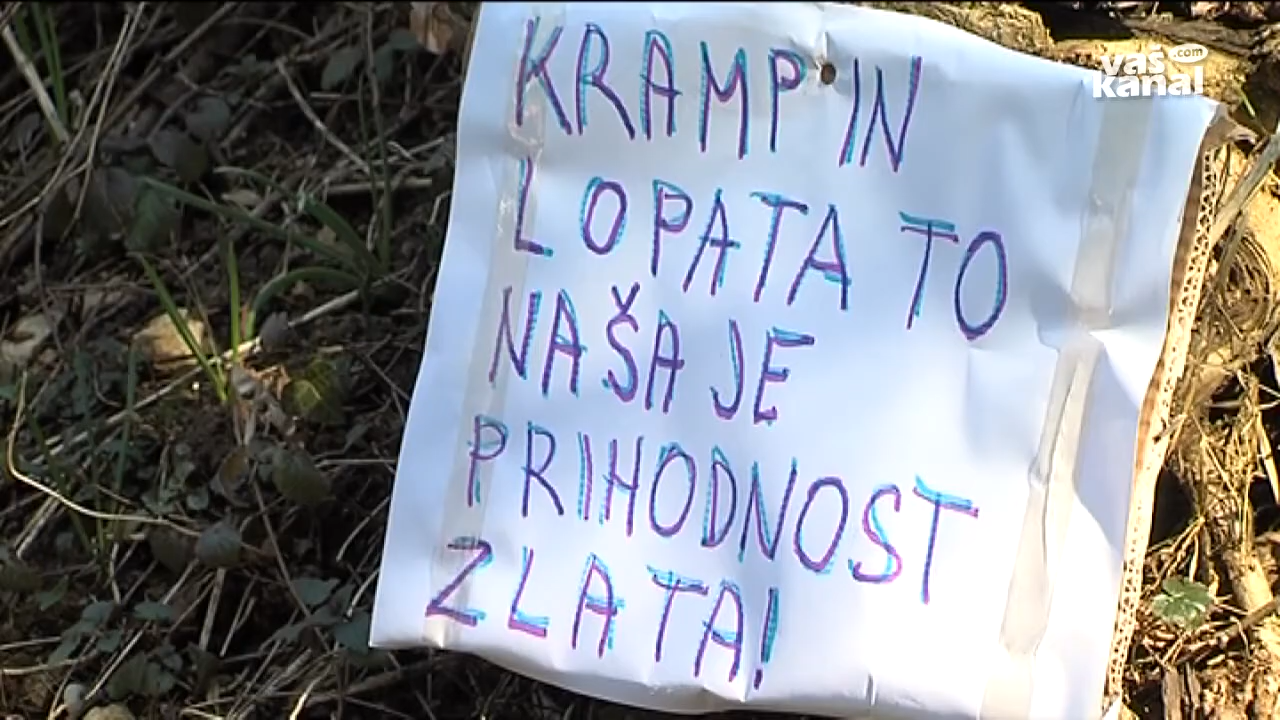 vaš .com
kanal
KRAMP IN
LOPATA TO
NAŠA JE
PRIHODNOST
ZLATA!